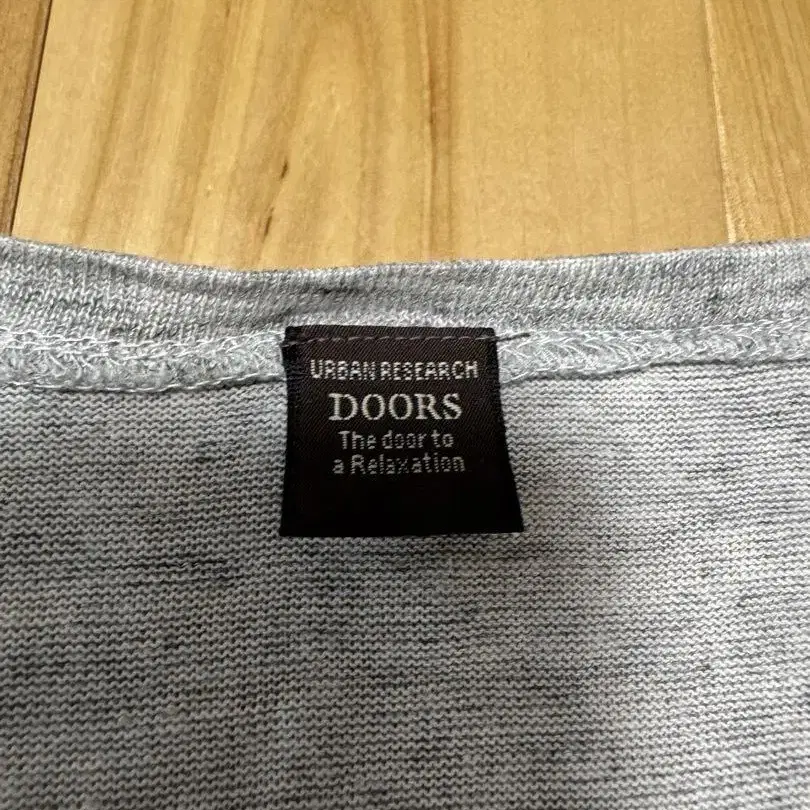 URBAN RESEARCH
DOORS
The door to
a Relaxation